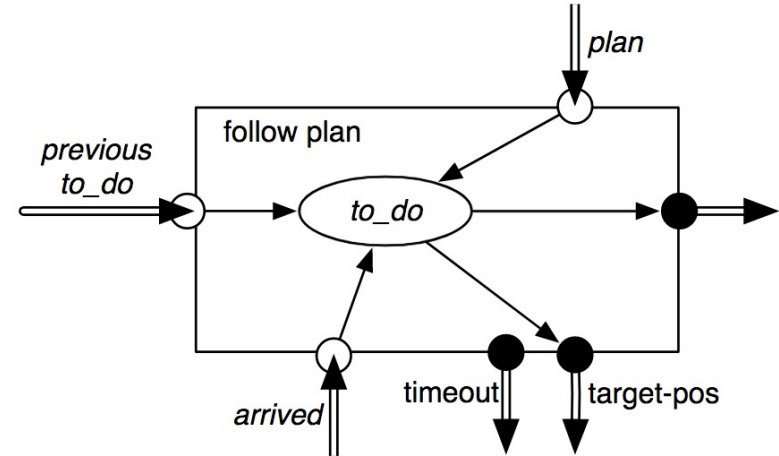 plan
follow plan
previous
to_do
to_do
timeout
target-pos
arrived